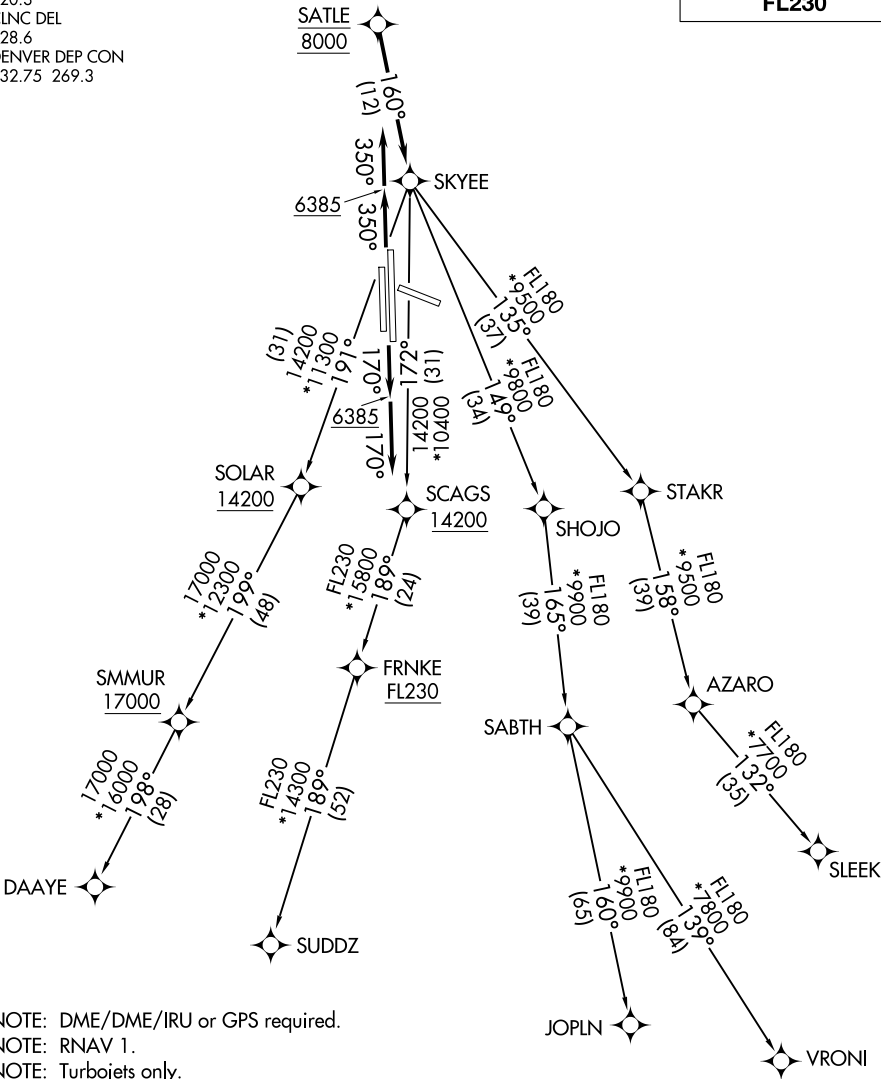 LNC DEL
28.6
ENVER DEP CON
32.75 269.3
FL230
SATLE
8000
160°
(12)
350°
SKYEE
6385
350°
FL180
*9500
135°
(37)
(31)
14200
*11300
191°
170°
172°
(31)
FL180
*9800
149°
(34)
6385
170°
14200
*10400
SOLAR
14200
SCAGS
14200
SHOJO
STAKR
17000
*12300
199°
(48)
FL230
*15800
189°
(24)
FL180
*9900
165°
(39)
FL180
*9500
158°
(39)
SMMUR
17000
FRNKE
FL230
SABTH
AZARO
17000
*16000
198°
(28)
FL230
*14300
189°
(52)
FL180
*7700
132°
(35)
DAAYE
SUDDZ
FL180
*9900
160°
(65)
FL180
*7800
139°
(84)
SLEEK
JOPLN
VRONI
NOTE: DME/DME/IRU or GPS required.
NOTE: RNAV 1.
NOTE: Turbojets only.